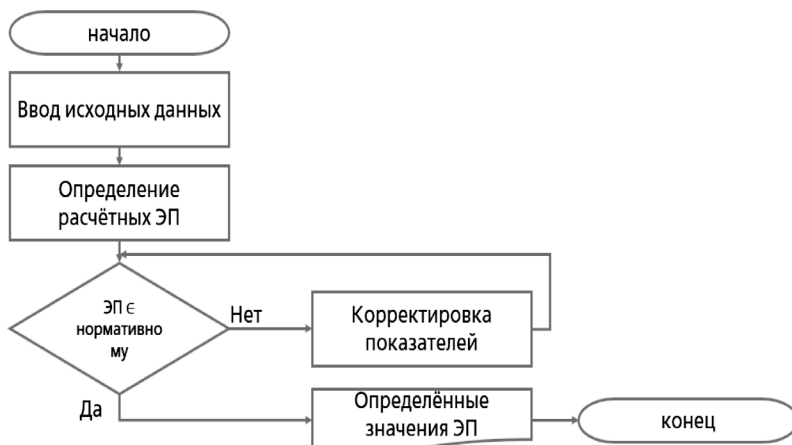 начало
Ввод исходных данных
Определение
расчётных ЭП
ЭП ∈
нормативно
му
Нет
Корректировка
показателей
Да
Определённые
значения ЭП
конец